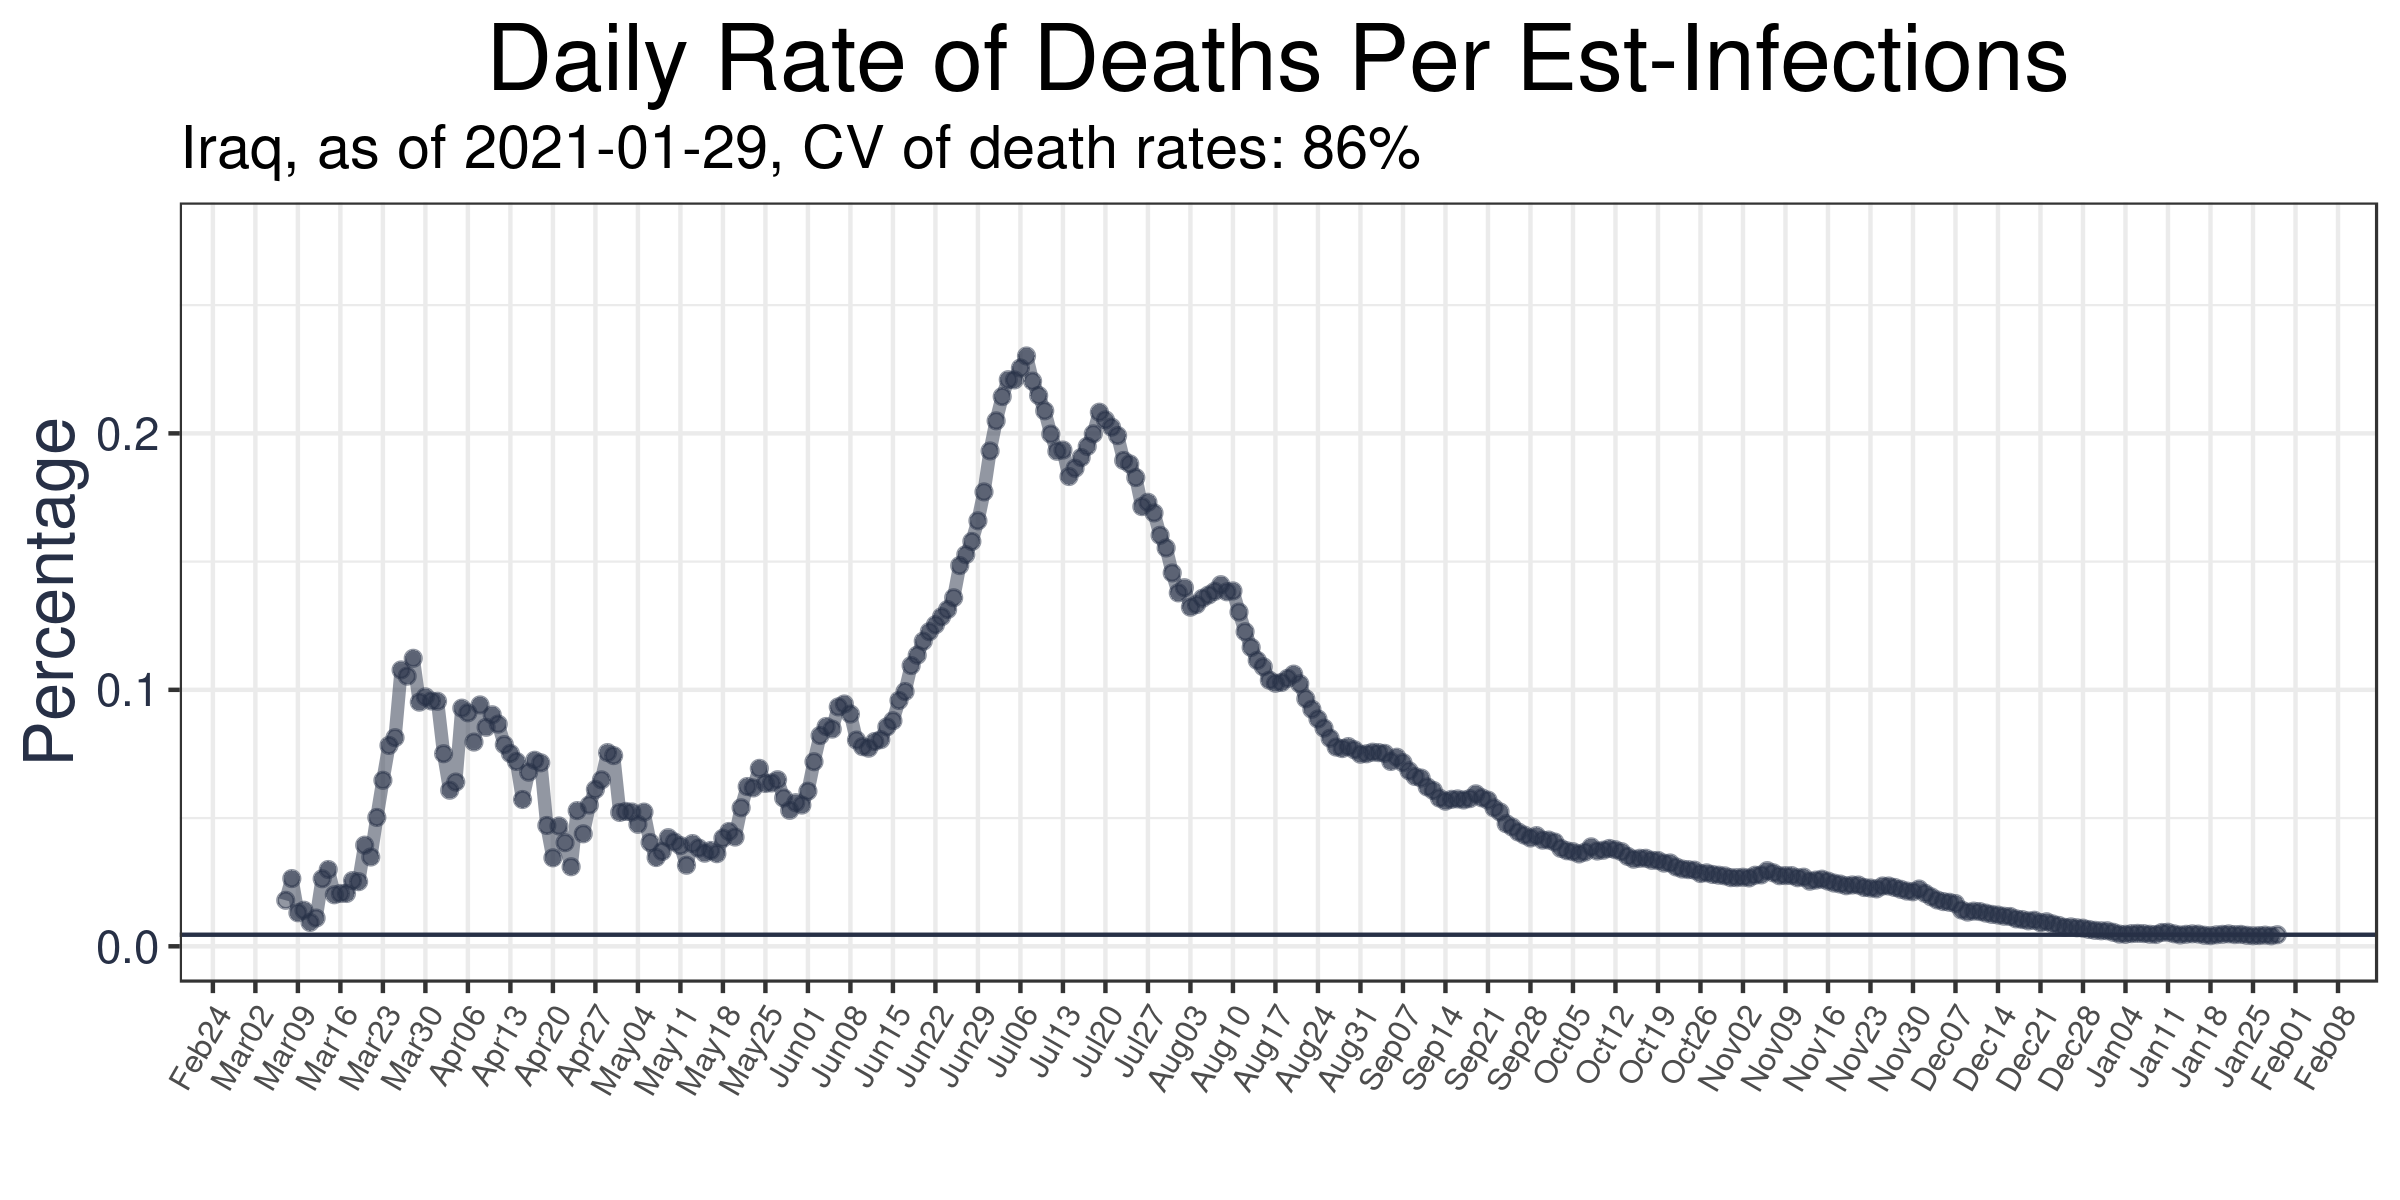 Daily Rate of Deaths Per Est-Infections
Iraq, as of 2021-01-29, CV of death rates: 86%
Percentage
0.2
0.1
0.0
Feb24
Mar02
Mar09
Mar16
Mar23
Mar30
Apr06
Apr13
Apr20
Apr27
May04
May11
May18
May25
Jun01
Jun08
Jun15
Jun22
Jun29
Jul06
Jul13
Jul20
Jul27
Aug03
Aug10
Aug17
Aug24
Aug31
Sep07
Sep14
Sep21
Sep28
Oct05
Oct12
Oct19
Oct26
Nov02
Nov09
Nov16
Nov23
Nov30
Dec07
Dec14
Dec21
Dec28
Jan04
Jan11
Jan18
Jan25
Feb01
Feb08